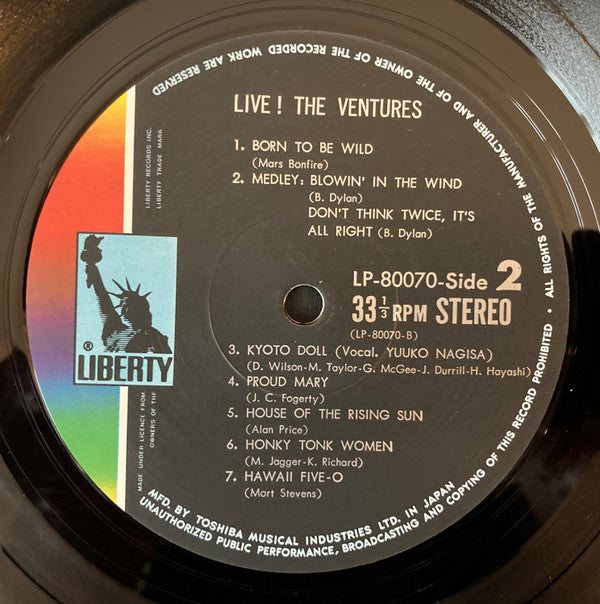 LIVE! THE VENTURES
1. BORN TO BE WILD
(Mars Bonfire)
2. MEDLEY: BLOWIN' IN THE WIND
(B. Dylan)
DON'T THINK TWICE, IT'S
ALL RIGHT (B. Dylan)
LP-80070-Side 2
33 1/3 RPM STEREO
(LP-80070-B)
3. KYOTO DOLL (Vocal, YUUKO NAGISA)
(D. Wilson-M. Taylor-G. McGee-J. Durrill-H. Hayashi)
4. PROUD MARY
(J. C. Fogerty)
5. HOUSE OF THE RISING SUN
(Alan Price)
6. HONKY TONK WOMEN
(M. Jagger-K. Richard)
7. HAWAII FIVE-O
(Mort Stevens)
LIBERTY RECORDS INC.
LIBERTY TRADE MARK
® LIBERTY
MADE UNDER LICENCE FROM
OWNERS OF THE
MFD. BY TOSHIBA MUSICAL INDUSTRIES LTD. IN JAPAN
UNAUTHORIZED PUBLIC PERFORMANCE, BROADCASTING AND COPYING OF THIS RECORD PROHIBITED • ALL RIGHTS OF THE MANUFACTURER AND OF THE OWNER OF THE RECORDED WORK ARE RESERVED